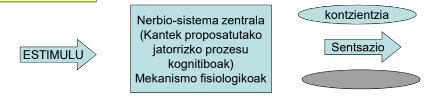 ESTIMULU
Nerbio-sistema zentrala
(Kantek proposatutako
jatorrizko prozesu
kognitiboak)
Mekanismo fisiologikoak
kontzientzia
Sentsazio